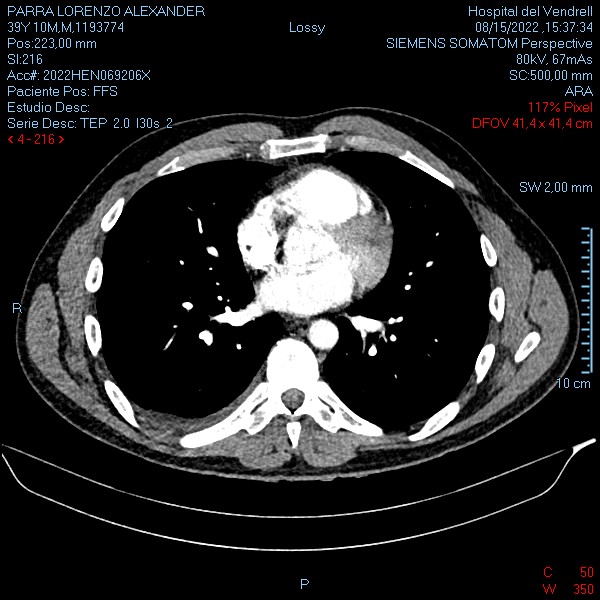 PARRA LORENZO ALEXANDER
39Y 10M,M,1193774
Pos:223,00 mm
SI:216
Acc#: 2022HEN069206X
Paciente Pos: FFS
Estudio Desc:
Serie Desc: TEP 2.0 I30s 2
< 4-216 >
Lossy
Hospital del Vendrell
08/15/2022 ,15:37:34
SIEMENS SOMATOM Perspective
80kV, 67mAs
SC:500,00 mm
ARA
117% Pixel
DFOV 41,4 x 41,4 cm
SW 2,00 mm
R
10 cm
P
C 50
W 350